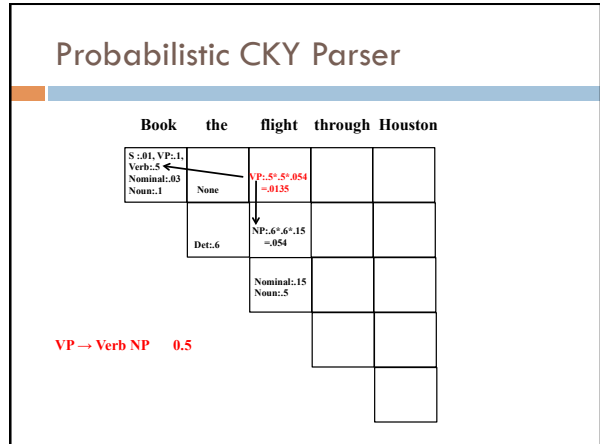 Probabilistic CKY Parser
Book the flight through Houston
S :.01, VP:.1,
Verb:.5
Nominal:.03
Noun:.1
None
VP:.5*.5*.054
=.0135
Det:.6
NP:.6*.6*.15
=.054
Nominal:.15
Noun:.5
VP → Verb NP 0.5